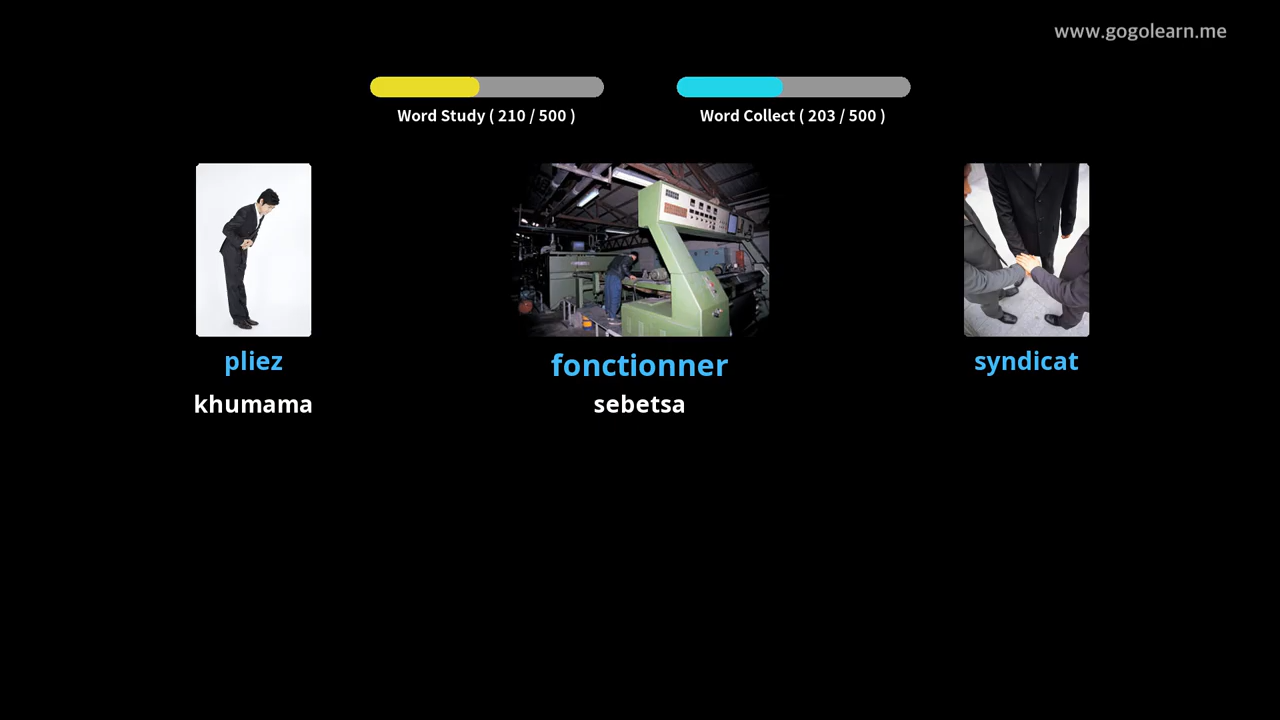 www.gogolearn.me
Word Study ( 210 / 500 )
Word Collect ( 203 / 500 )
pliez
fonctionner
syndicat
khumama
sebetsa